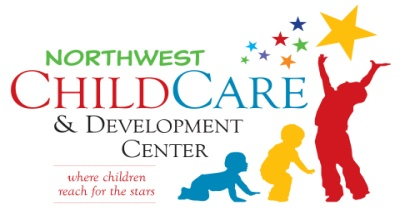 NORTHWEST
CHILDCARE
& DEVELOPMENT
CENTER
where children
reach for the stars